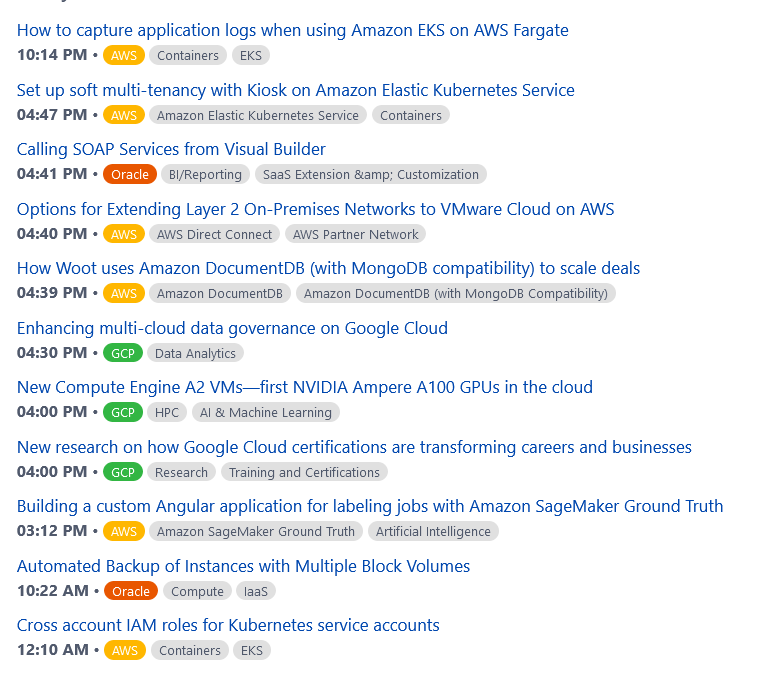 How to capture application logs when using Amazon EKS on AWS Fargate
10:14 PM • AWS Containers EKS
Set up soft multi-tenancy with Kiosk on Amazon Elastic Kubernetes Service
04:47 PM • AWS Amazon Elastic Kubernetes Service Containers
Calling SOAP Services from Visual Builder
04:41 PM • Oracle BI/Reporting SaaS Extension &amp; Customization
Options for Extending Layer 2 On-Premises Networks to VMware Cloud on AWS
04:40 PM • AWS AWS Direct Connect AWS Partner Network
How Woot uses Amazon DocumentDB (with MongoDB compatibility) to scale deals
04:39 PM • AWS Amazon DocumentDB Amazon DocumentDB (with MongoDB Compatibility)
Enhancing multi-cloud data governance on Google Cloud
04:30 PM • GCP Data Analytics
New Compute Engine A2 VMs—first NVIDIA Ampere A100 GPUs in the cloud
04:00 PM • GCP HPC AI & Machine Learning
New research on how Google Cloud certifications are transforming careers and businesses
04:00 PM • GCP Research Training and Certifications
Building a custom Angular application for labeling jobs with Amazon SageMaker Ground Truth
03:12 PM • AWS Amazon SageMaker Ground Truth Artificial Intelligence
Automated Backup of Instances with Multiple Block Volumes
10:22 AM • Oracle Compute IaaS
Cross account IAM roles for Kubernetes service accounts
12:10 AM • AWS Containers EKS